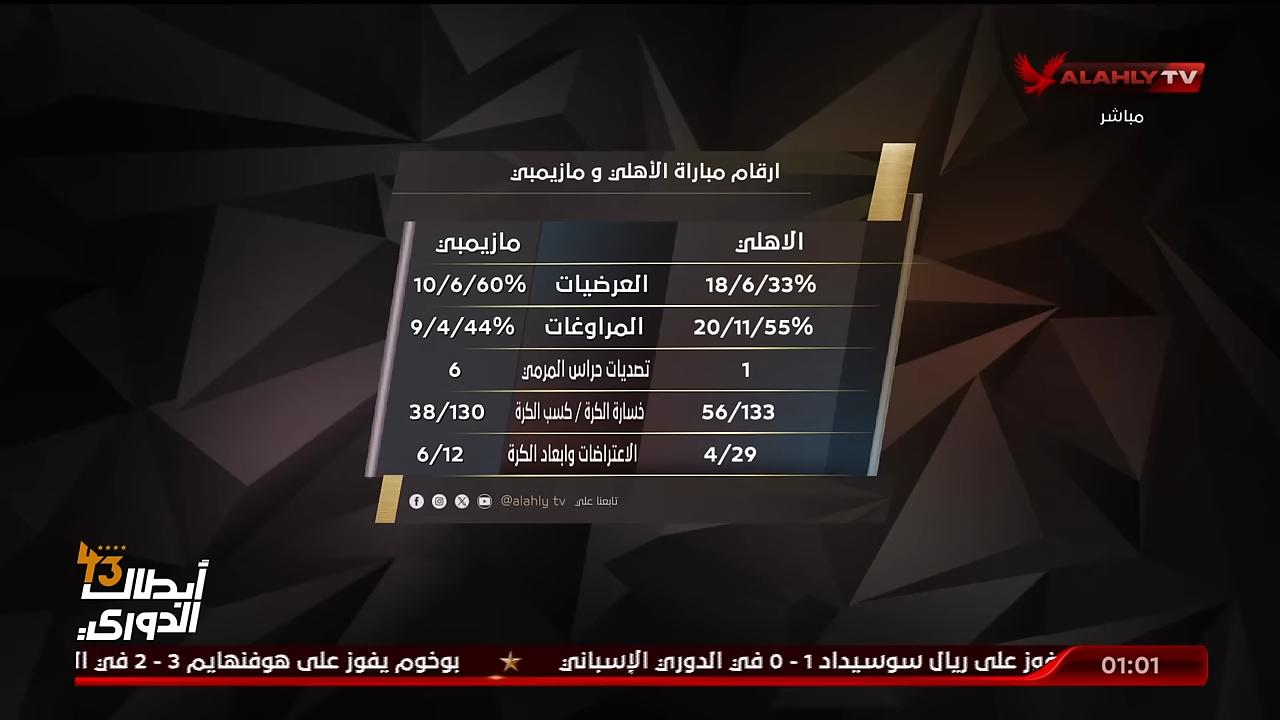 ALAHLY TV
مباشر
ارقام مباراة الأهلي و مازيمبي
الاهلي مازيمبي
18/6/33% العرضيات 10/6/60%
20/11/55% المراوغات 9/4/44%
1 تصديات حراس المرمي 6
56/133 خسارة الكرة / كسب الكرة 38/130
4/29 الاعتراضات وابعاد الكرة 6/12
تابعنا علي @alahly tv
43
أبطال
الدوري
على ريال سوسيداد 1 - 0 في الدوري الإسباني بوخوم يفوز على هوفنهايم 3 - 2 في
01:01